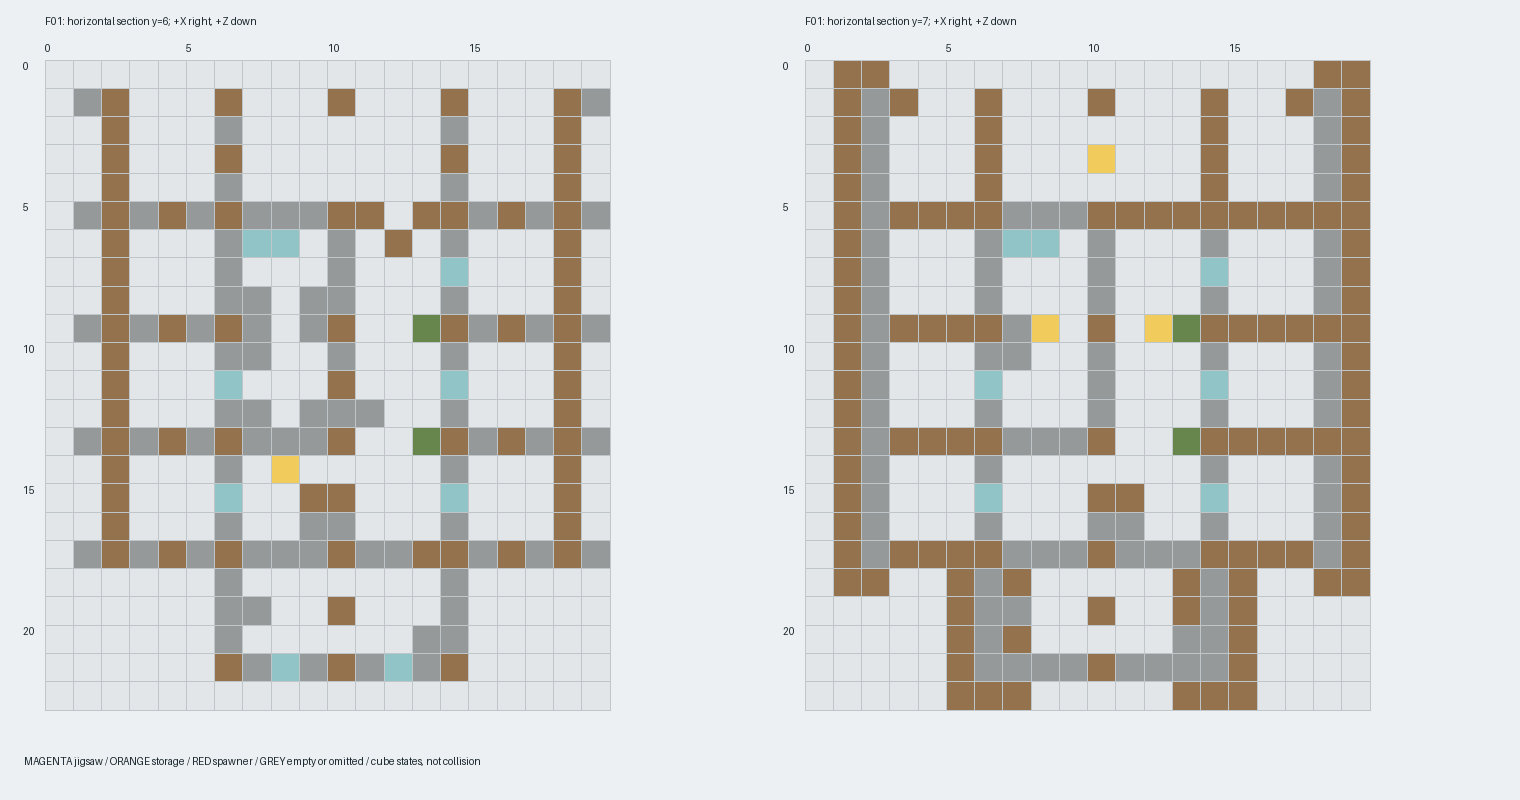 F01: horizontal section y=6; +X right, +Z down
F01: horizontal section y=7; +X right, +Z down
0 5 10 15
0 5 10 15
0
0
5
5
10
10
15
15
20
20
MAGENTA jigsaw / ORANGE storage / RED spawner / GREY empty or omitted / cube states, not collision